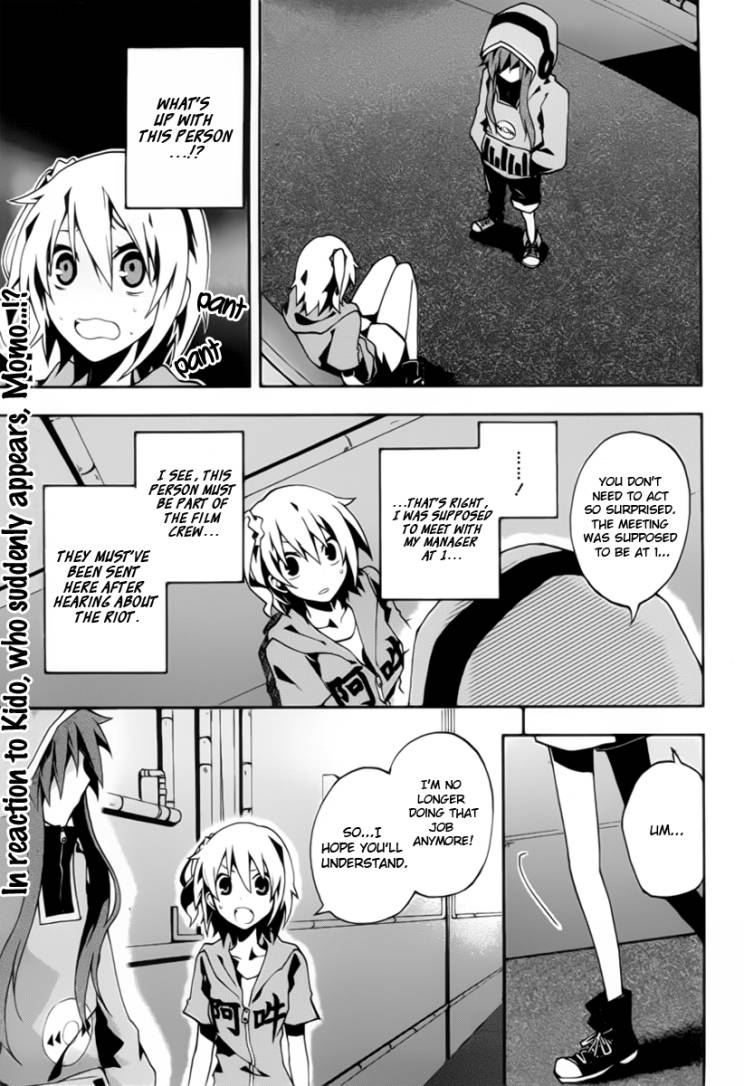 WHAT'S
UP WITH
THIS PERSON
...!?
pant
pant
In reaction to Kido, who suddenly appears, Momo...!?
YOU DON'T
NEED TO ACT
SO SURPRISED.
THE MEETING
WAS SUPPOSED
TO BE AT 1...
......!
...THAT'S RIGHT,
I WAS SUPPOSED
TO MEET WITH
MY MANAGER
AT 1...
I SEE, THIS
PERSON MUST
BE PART OF
THE FILM
CREW...
THEY MUST'VE
BEEN SENT
HERE AFTER
HEARING ABOUT
THE RIOT.
阿吽
UM...
I'M NO
LONGER
DOING THAT
JOB
ANYMORE!
SO...I
HOPE YOU'LL
UNDERSTAND.
阿吽